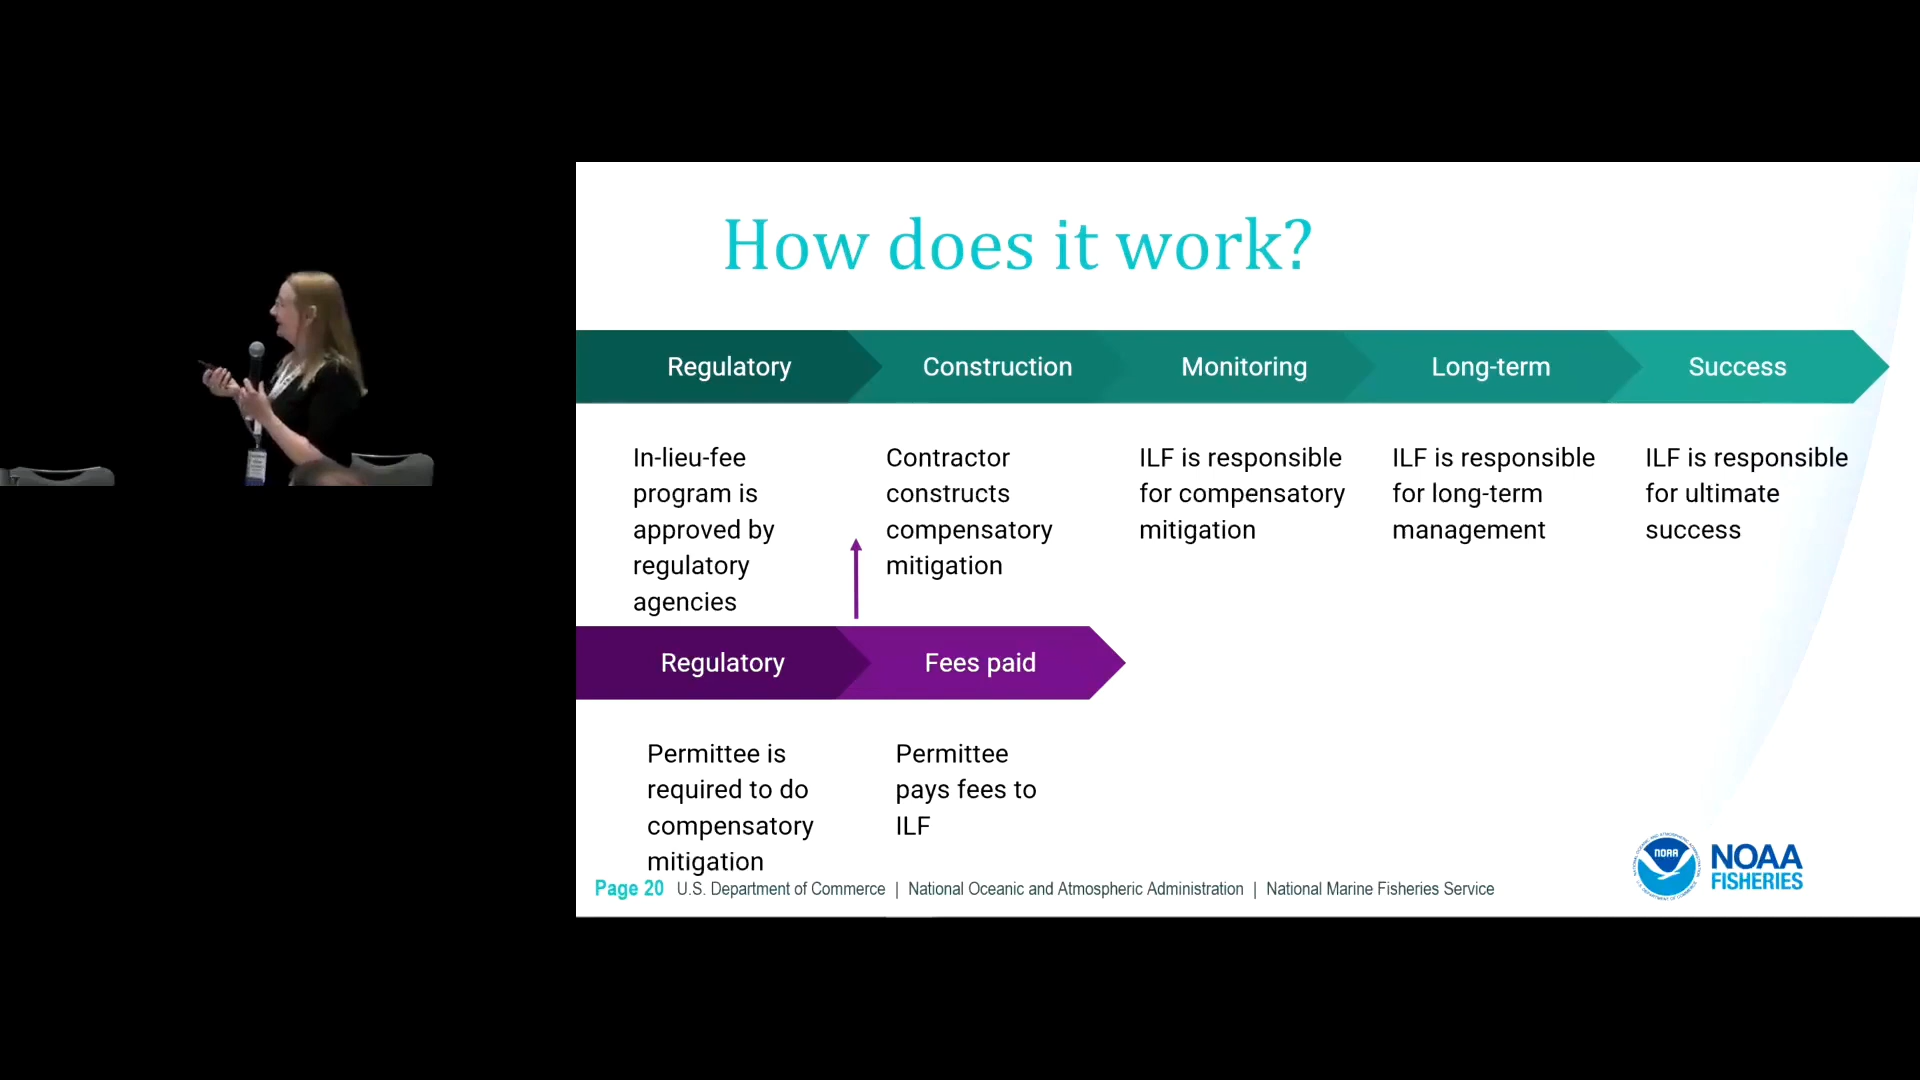 How does it work?
Regulatory
Construction
Monitoring
Long-term
Success
In-lieu-fee
program is
approved by
regulatory
agencies
Contractor
constructs
compensatory
mitigation
ILF is responsible
for compensatory
mitigation
ILF is responsible
for long-term
management
ILF is responsible
for ultimate
success
Regulatory
Fees paid
Permittee is
required to do
compensatory
mitigation
Permittee
pays fees to
ILF
Page 20 U.S. Department of Commerce | National Oceanic and Atmospheric Administration | National Marine Fisheries Service
NOAA
NOAA
FISHERIES